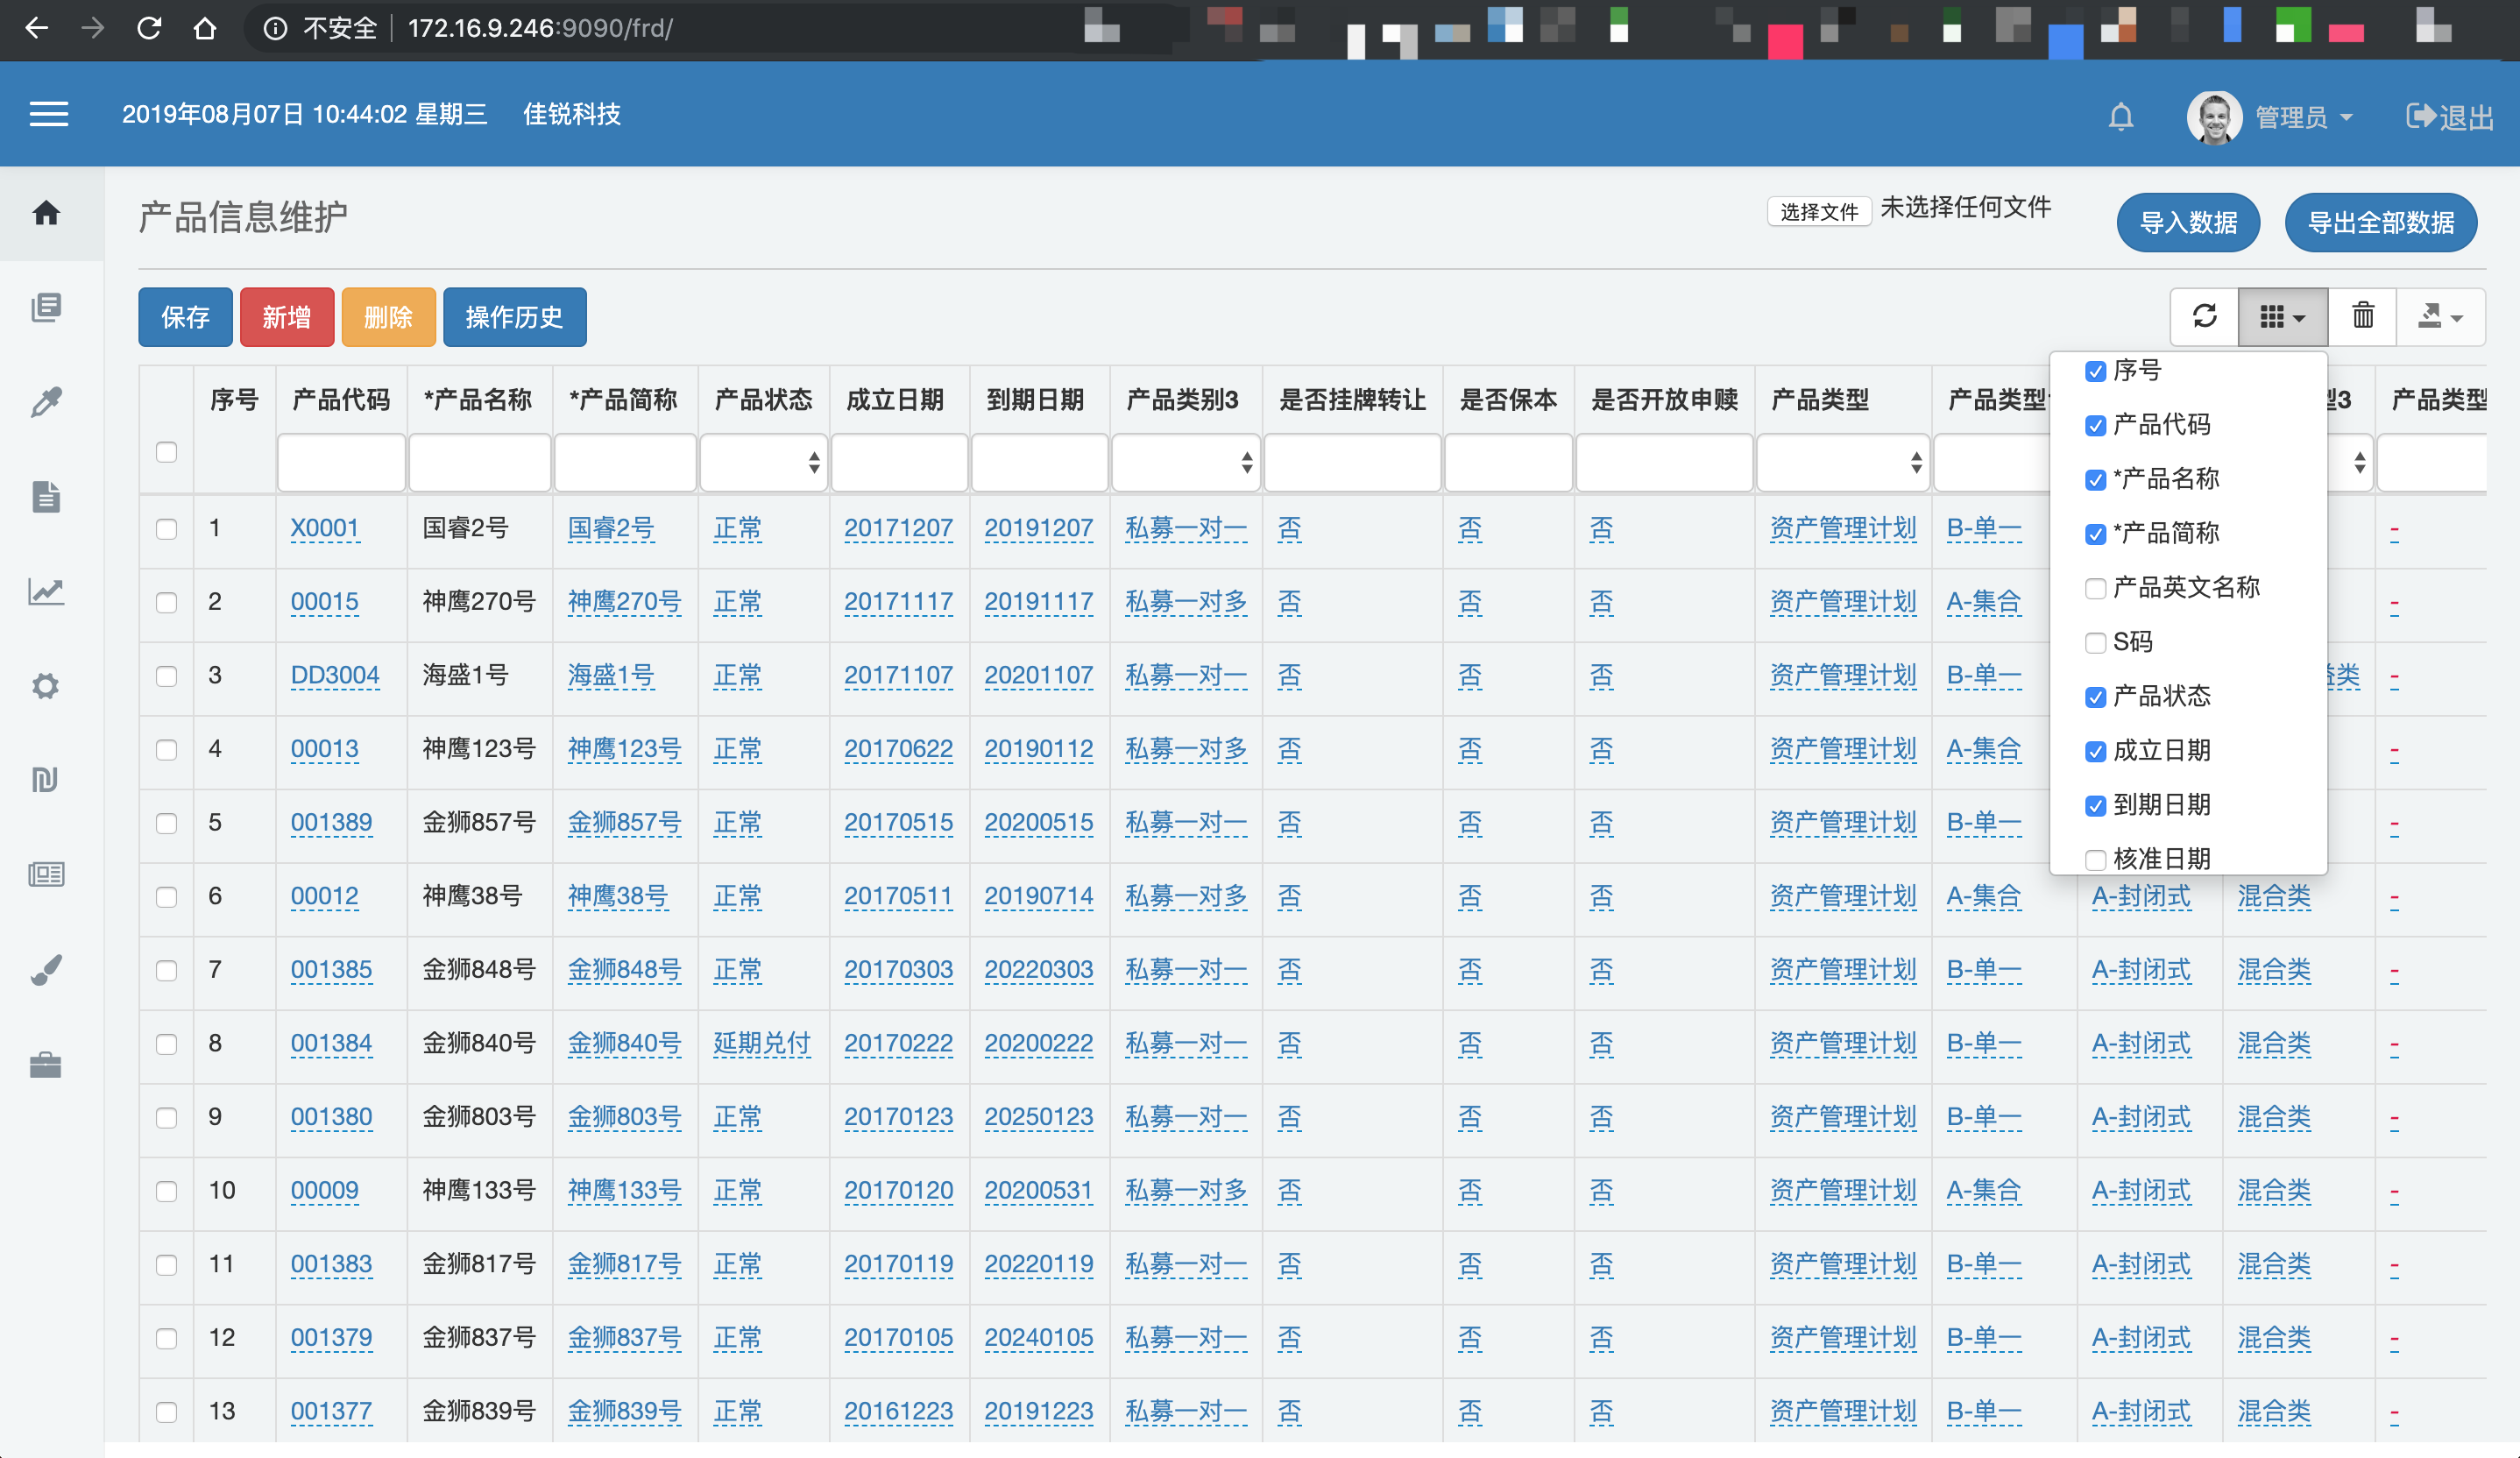 不安全 172.16.9.246:9090/frd/
2019年08月07日 10:44:02 星期三 佳锐科技 管理员 退出
产品信息维护 选择文件 未选择任何文件 导入数据 导出全部数据
保存 新增 删除 操作历史
序号 产品代码 *产品名称 *产品简称 产品状态 成立日期 到期日期 产品类别3 是否挂牌转让 是否保本 是否开放申赎 产品类型 产品类型 型3 产品类型
1 X0001 国睿2号 国睿2号 正常 20171207 20191207 私募一对一 否 否 否 资产管理计划 B-单一 -
2 00015 神鹰270号 神鹰270号 正常 20171117 20191117 私募一对多 否 否 否 资产管理计划 A-集合 -
3 DD3004 海盛1号 海盛1号 正常 20171107 20201107 私募一对一 否 否 否 资产管理计划 B-单一 益类 -
4 00013 神鹰123号 神鹰123号 正常 20170622 20190112 私募一对多 否 否 否 资产管理计划 A-集合 -
5 001389 金狮857号 金狮857号 正常 20170515 20200515 私募一对一 否 否 否 资产管理计划 B-单一 -
6 00012 神鹰38号 神鹰38号 正常 20170511 20190714 私募一对多 否 否 否 资产管理计划 A-集合 A-封闭式 混合类 -
7 001385 金狮848号 金狮848号 正常 20170303 20220303 私募一对一 否 否 否 资产管理计划 B-单一 A-封闭式 混合类 -
8 001384 金狮840号 金狮840号 延期兑付 20170222 20200222 私募一对一 否 否 否 资产管理计划 B-单一 A-封闭式 混合类 -
9 001380 金狮803号 金狮803号 正常 20170123 20250123 私募一对一 否 否 否 资产管理计划 B-单一 A-封闭式 混合类 -
10 00009 神鹰133号 神鹰133号 正常 20170120 20200531 私募一对多 否 否 否 资产管理计划 A-集合 A-封闭式 混合类 -
11 001383 金狮817号 金狮817号 正常 20170119 20220119 私募一对一 否 否 否 资产管理计划 B-单一 A-封闭式 混合类 -
12 001379 金狮837号 金狮837号 正常 20170105 20240105 私募一对一 否 否 否 资产管理计划 B-单一 A-封闭式 混合类 -
13 001377 金狮839号 金狮839号 正常 20161223 20191223 私募一对一 否 否 否 资产管理计划 B-单一 A-封闭式 混合类 -
序号
产品代码
*产品名称
*产品简称
产品英文名称
S码
产品状态
成立日期
到期日期
核准日期